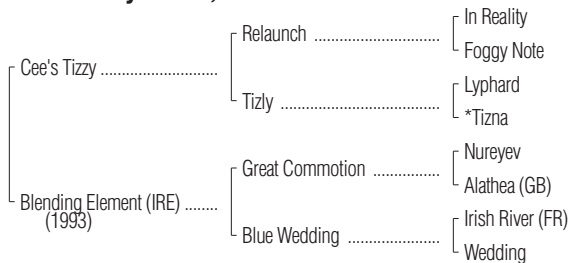 In Reality
Relaunch ..................
Foggy Note
Cee's Tizzy ...........................
Lyphard
Tizly .......................................
*Tizna
Nureyev
Great Commotion ................
Alathea (GB)
Blending Element (IRE) ........
(1993)
Irish River (FR)
Blue Wedding ......................
Wedding